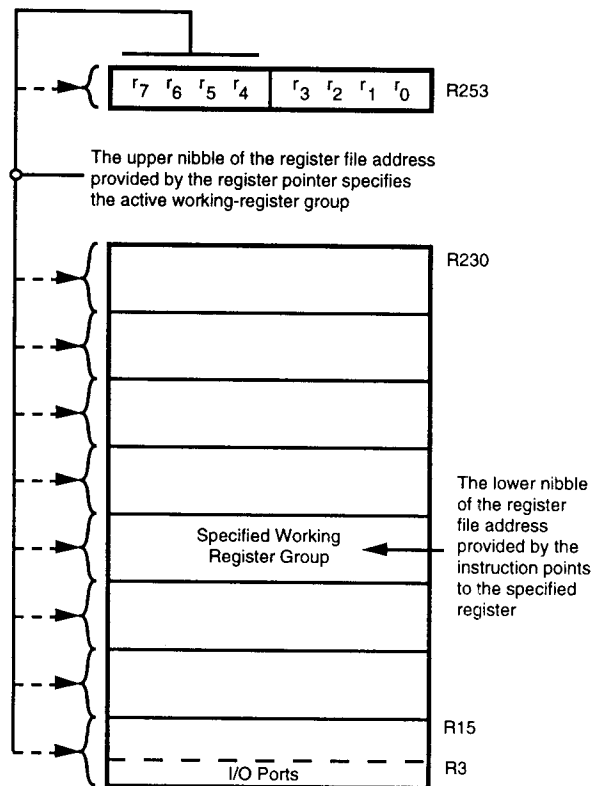 r7 r6 r5 r4 r3 r2 r1 r0
R253
The upper nibble of the register file address
provided by the register pointer specifies
the active working-register group
R230
The lower nibble
of the register
file address
provided by the
instruction points
to the specified
register
Specified Working
Register Group
R15
R3
I/O Ports